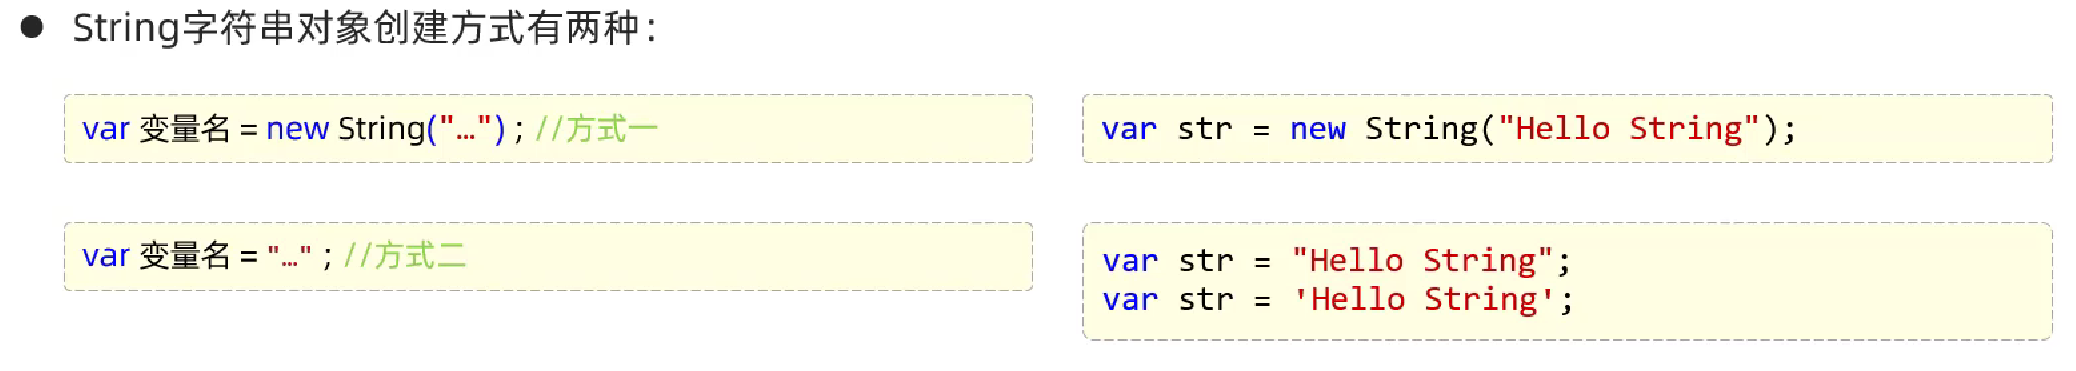 ● String字符串对象创建方式有两种：
var 变量名 = new String("…") ; //方式一
var str = new String("Hello String");
var 变量名 = "…" ; //方式二
var str = "Hello String";
var str = 'Hello String';